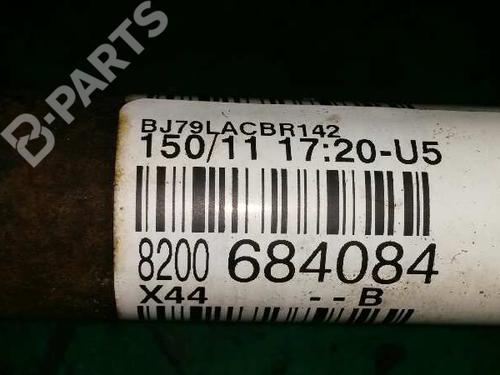 B-PARTS
BJ79LACBR142
150/11 17:20-U5
8200 684084
X44 - - B